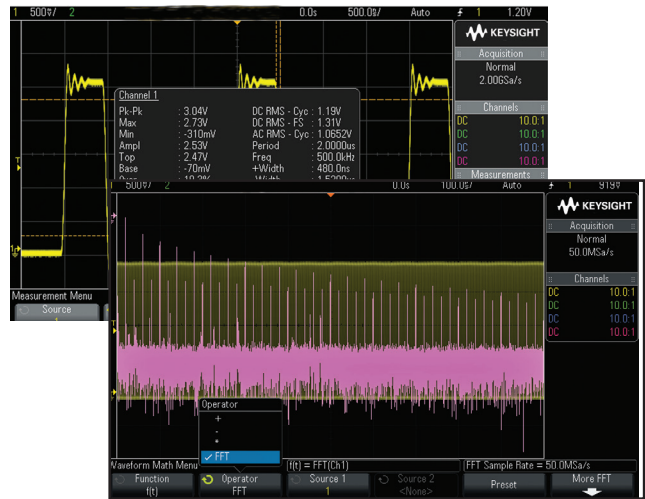 1 500▽/ 2 0.0s 500.0▽/ Auto 1 1.20V
KEYSIGHT
Acquisition
Normal
2.00GSa/s
Channels
DC 10.0:1
DC 10.0:1
DC 10.0:1
DC 10.0:1
Measurements
Channel 1
Pk-Pk : 3.04V DC RMS - Cyc : 1.19V
Max : 2.73V DC RMS - FS : 1.31V
Min : -310mV AC RMS - Cyc : 1.0652V
Ampl : 2.53V Period : 2.0000us
Top : 2.47V Freq : 500.0kHz
Base : -70mV +Width : 480.0ns
T
Measurement Menu
Source
1
1 500▽/ 2 0.0s 100.0▽/ Auto 1 919▽
KEYSIGHT
Acquisition
Normal
50.0MSa/s
Channels
DC 10.0:1
DC 10.0:1
DC 10.0:1
DC 10.0:1
T
Operator
+
-
*
FFT
Waveform Math Menu f(t) = FFT(Ch1) FFT Sample Rate = 50.0MSa/s
Function Operator Source 1 Source 2 Preset More FFT
f(t) FFT 1 <None>